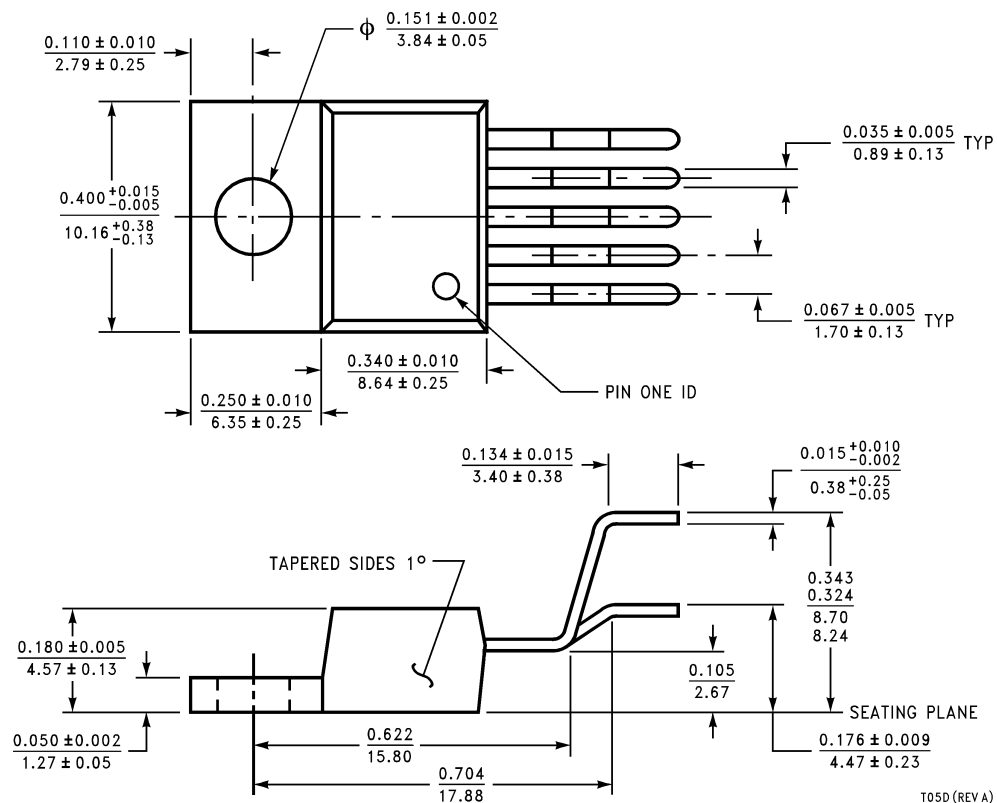 ϕ 0.151 ± 0.002
3.84 ± 0.05
0.110 ± 0.010
2.79 ± 0.25
0.035 ± 0.005 TYP
0.89 ± 0.13
0.400 +0.015
-0.005
10.16 +0.38
-0.13
0.067 ± 0.005 TYP
1.70 ± 0.13
0.340 ± 0.010
8.64 ± 0.25
PIN ONE ID
0.250 ± 0.010
6.35 ± 0.25
0.134 ± 0.015
3.40 ± 0.38
0.015 +0.010
-0.002
0.38 +0.25
-0.05
TAPERED SIDES 1°
0.343
0.324
8.70
8.24
0.180 ± 0.005
4.57 ± 0.13
0.105
2.67
SEATING PLANE
0.050 ± 0.002
1.27 ± 0.05
0.622
15.80
0.176 ± 0.009
4.47 ± 0.23
0.704
17.88
T05D (REV A)